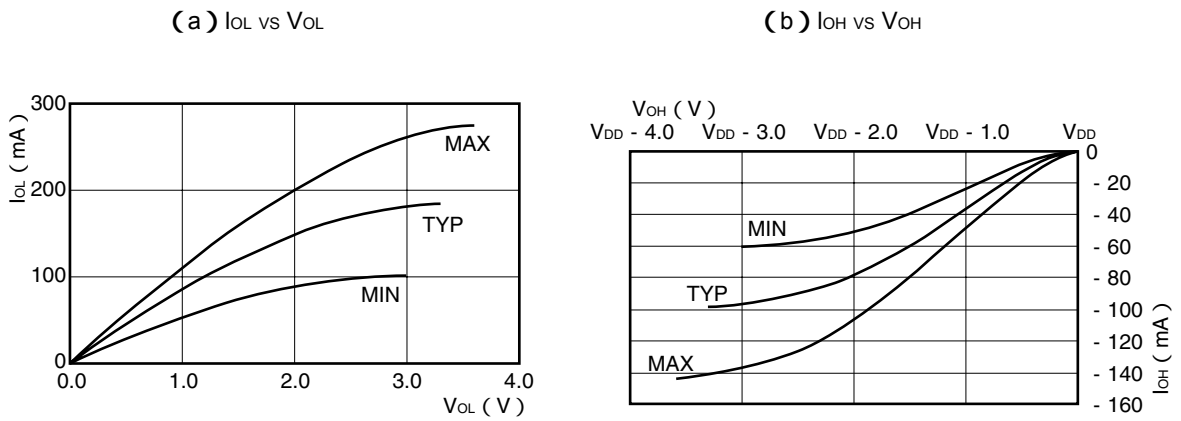 (a) IOL VS VOL
(b) IOH VS VOH
300
200
100
0
IOL (mA)
MAX
TYP
MIN
0.0 1.0 2.0 3.0 4.0
VOL (V)
VOH (V)
VDD - 4.0 VDD - 3.0 VDD - 2.0 VDD - 1.0 VDD
0
- 20
- 40
- 60
- 80
- 100
- 120
- 140
- 160
IOH (mA)
MIN
TYP
MAX